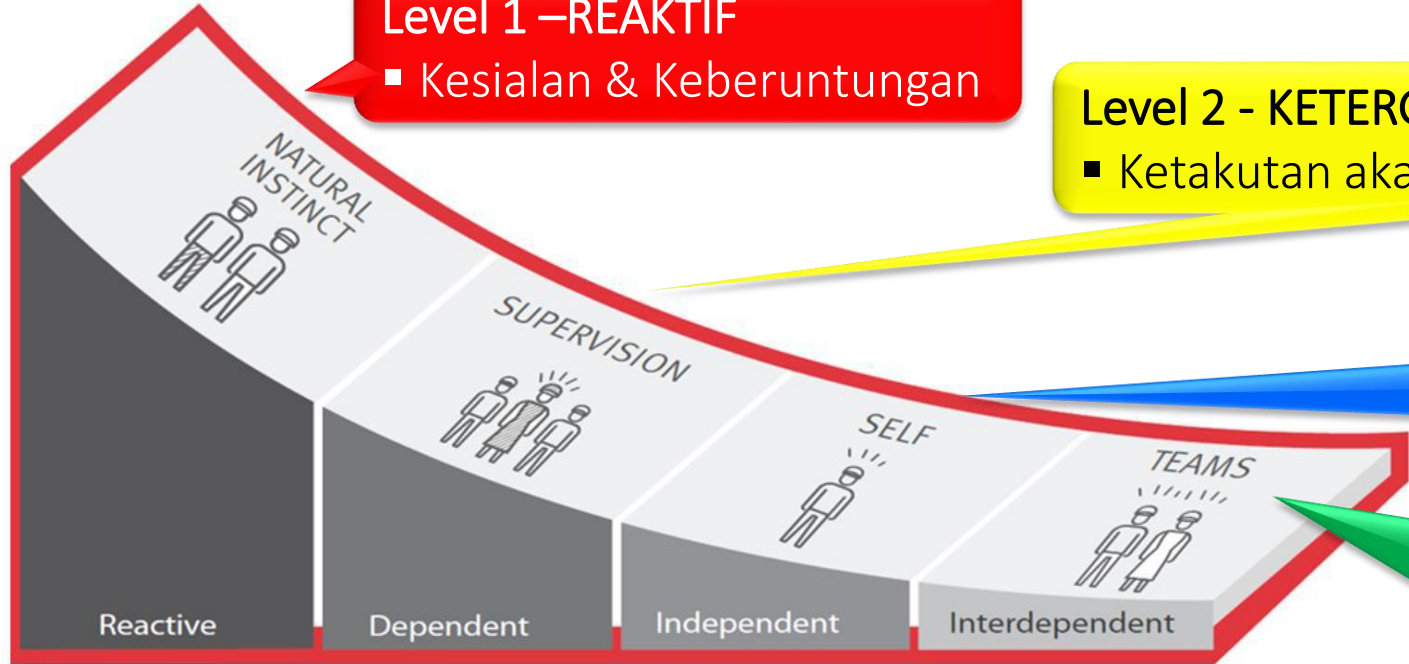 Level 1 –REAKTIF
▪ Kesialan & Keberuntungan
Level 2 - KETERG
▪ Ketakutan aka
NATURAL
INSTINCT
SUPERVISION
SELF
TEAMS
Reactive
Dependent
Independent
Interdependent